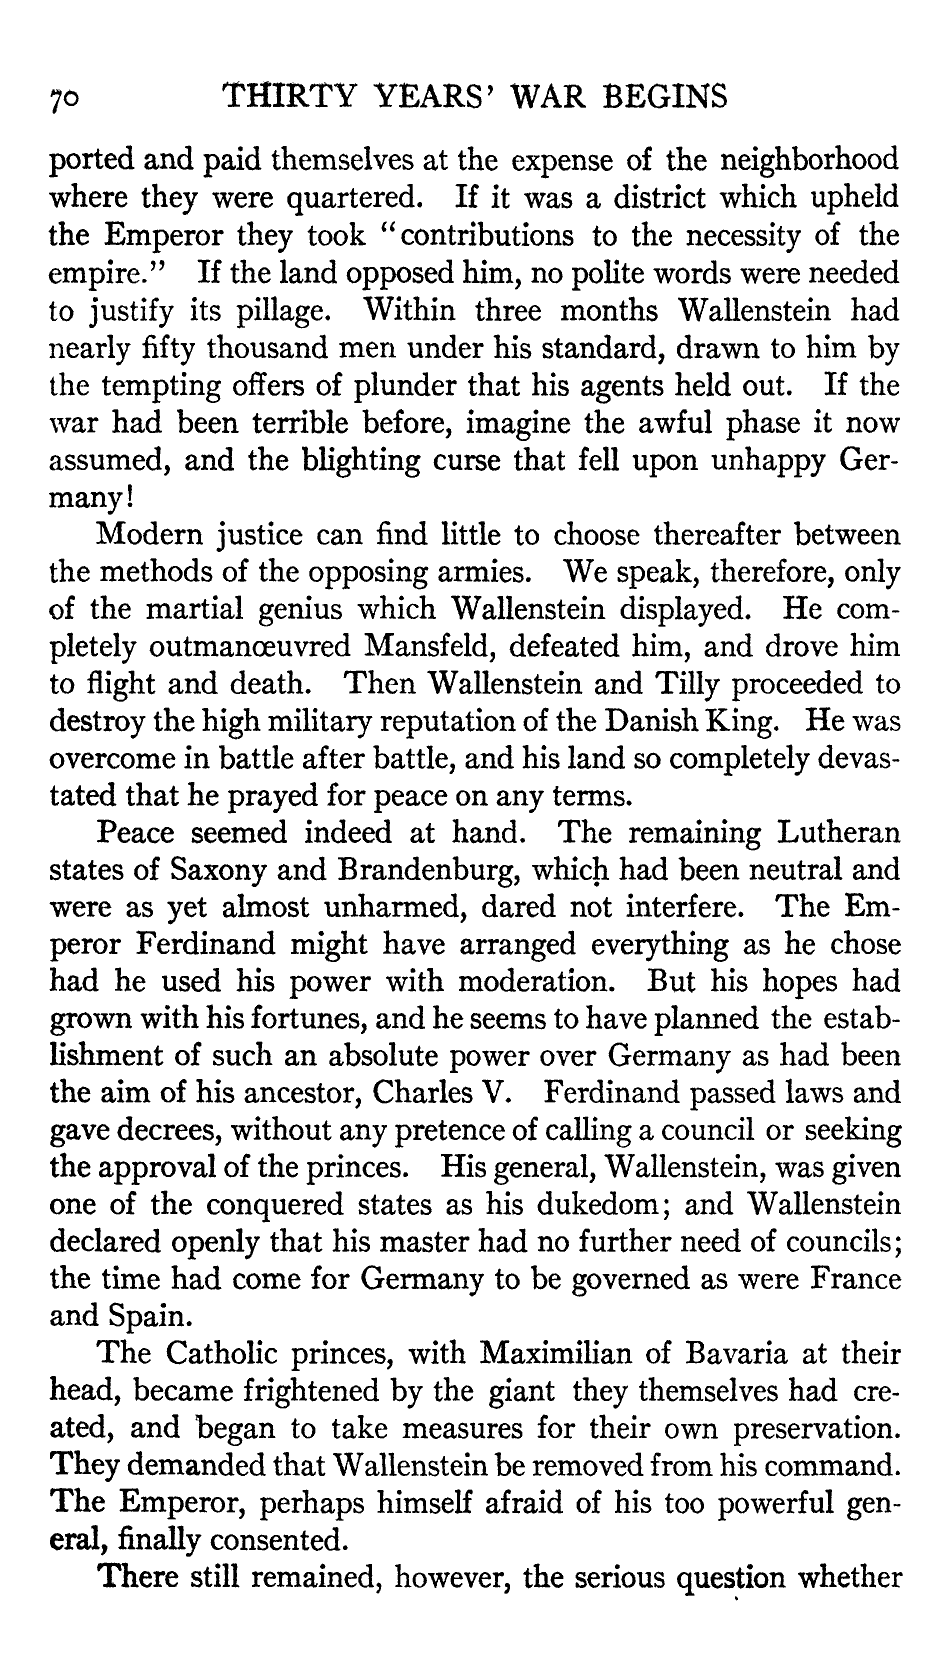 70 THIRTY YEARS' WAR BEGINS
ported and paid themselves at the expense of the neighborhood
where they were quartered. If it was a district which upheld
the Emperor they took "contributions to the necessity of the
empire." If the land opposed him, no polite words were needed
to justify its pillage. Within three months Wallenstein had
nearly fifty thousand men under his standard, drawn to him by
the tempting offers of plunder that his agents held out. If the
war had been terrible before, imagine the awful phase it now
assumed, and the blighting curse that fell upon unhappy Ger-
many!
Modern justice can find little to choose thereafter between
the methods of the opposing armies. We speak, therefore, only
of the martial genius which Wallenstein displayed. He com-
pletely outmanœuvred Mansfeld, defeated him, and drove him
to flight and death. Then Wallenstein and Tilly proceeded to
destroy the high military reputation of the Danish King. He was
overcome in battle after battle, and his land so completely devas-
tated that he prayed for peace on any terms.
Peace seemed indeed at hand. The remaining Lutheran
states of Saxony and Brandenburg, which had been neutral and
were as yet almost unharmed, dared not interfere. The Em-
peror Ferdinand might have arranged everything as he chose
had he used his power with moderation. But his hopes had
grown with his fortunes, and he seems to have planned the estab-
lishment of such an absolute power over Germany as had been
the aim of his ancestor, Charles V. Ferdinand passed laws and
gave decrees, without any pretence of calling a council or seeking
the approval of the princes. His general, Wallenstein, was given
one of the conquered states as his dukedom; and Wallenstein
declared openly that his master had no further need of councils;
the time had come for Germany to be governed as were France
and Spain.
The Catholic princes, with Maximilian of Bavaria at their
head, became frightened by the giant they themselves had cre-
ated, and began to take measures for their own preservation.
They demanded that Wallenstein be removed from his command.
The Emperor, perhaps himself afraid of his too powerful gen-
eral, finally consented.
There still remained, however, the serious question whether